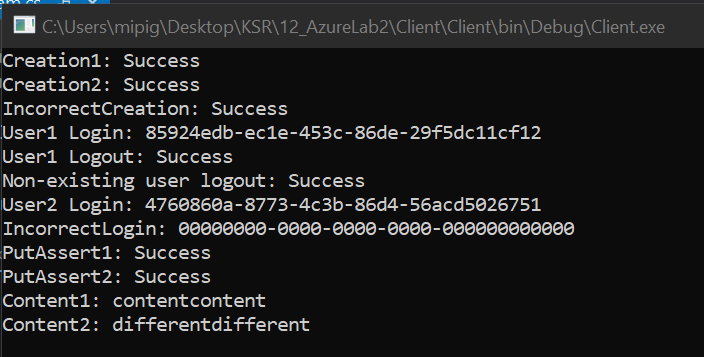 C:\Users\mipig\Desktop\KSR\12_AzureLab2\Client\Client\bin\Debug\Client.exe
Creation1: Success
Creation2: Success
IncorrectCreation: Success
User1 Login: 85924edb-ec1e-453c-86de-29f5dc11cf12
User1 Logout: Success
Non-existing user logout: Success
User2 Login: 4760860a-8773-4c3b-86d4-56acd5026751
IncorrectLogin: 00000000-0000-0000-0000-000000000000
PutAssert1: Success
PutAssert2: Success
Content1: contentcontent
Content2: differentdifferent